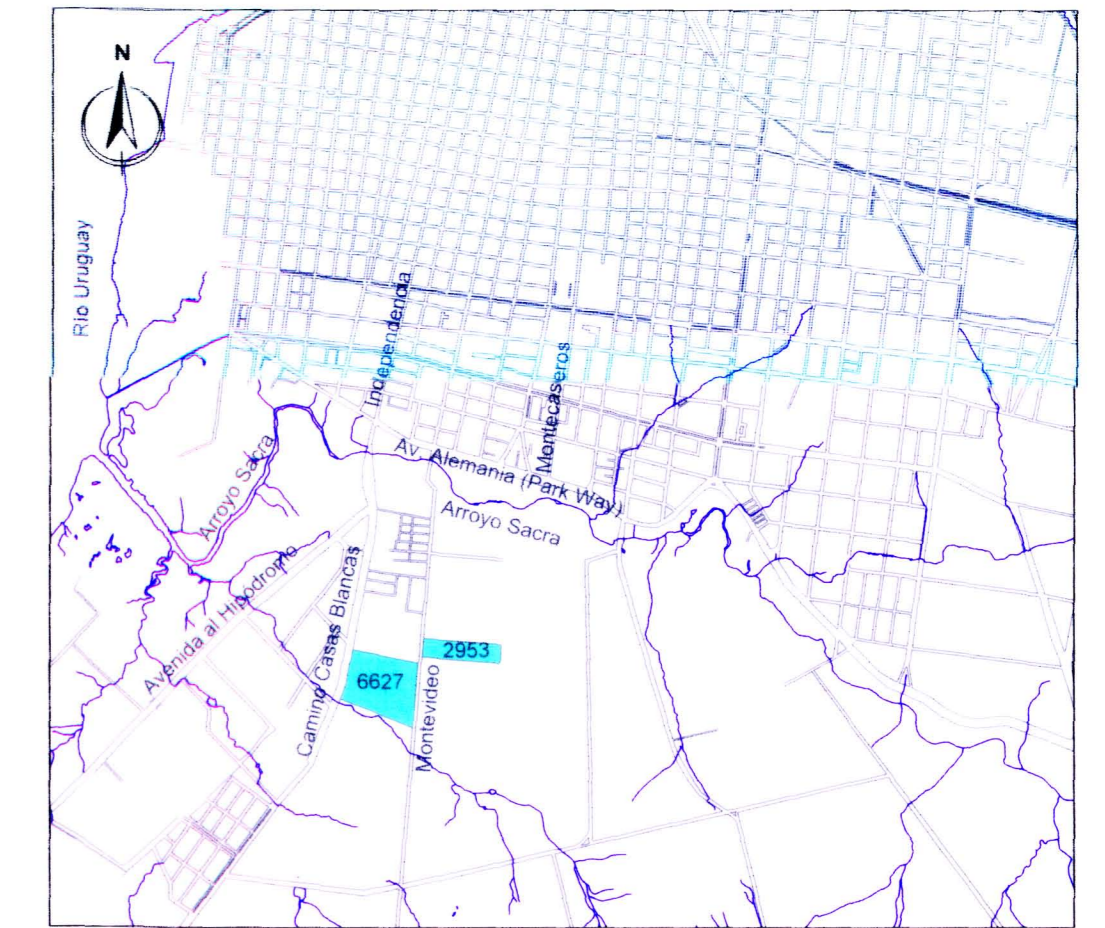 N
Rio Uruguay
Independencia
Montecaseros
Av. Alemania (Park Way)
Arroyo Sacra
Arroyo Sacra
Avenida al Hipódromo
Camino Casas Blancas
2953
6627
Montevideo